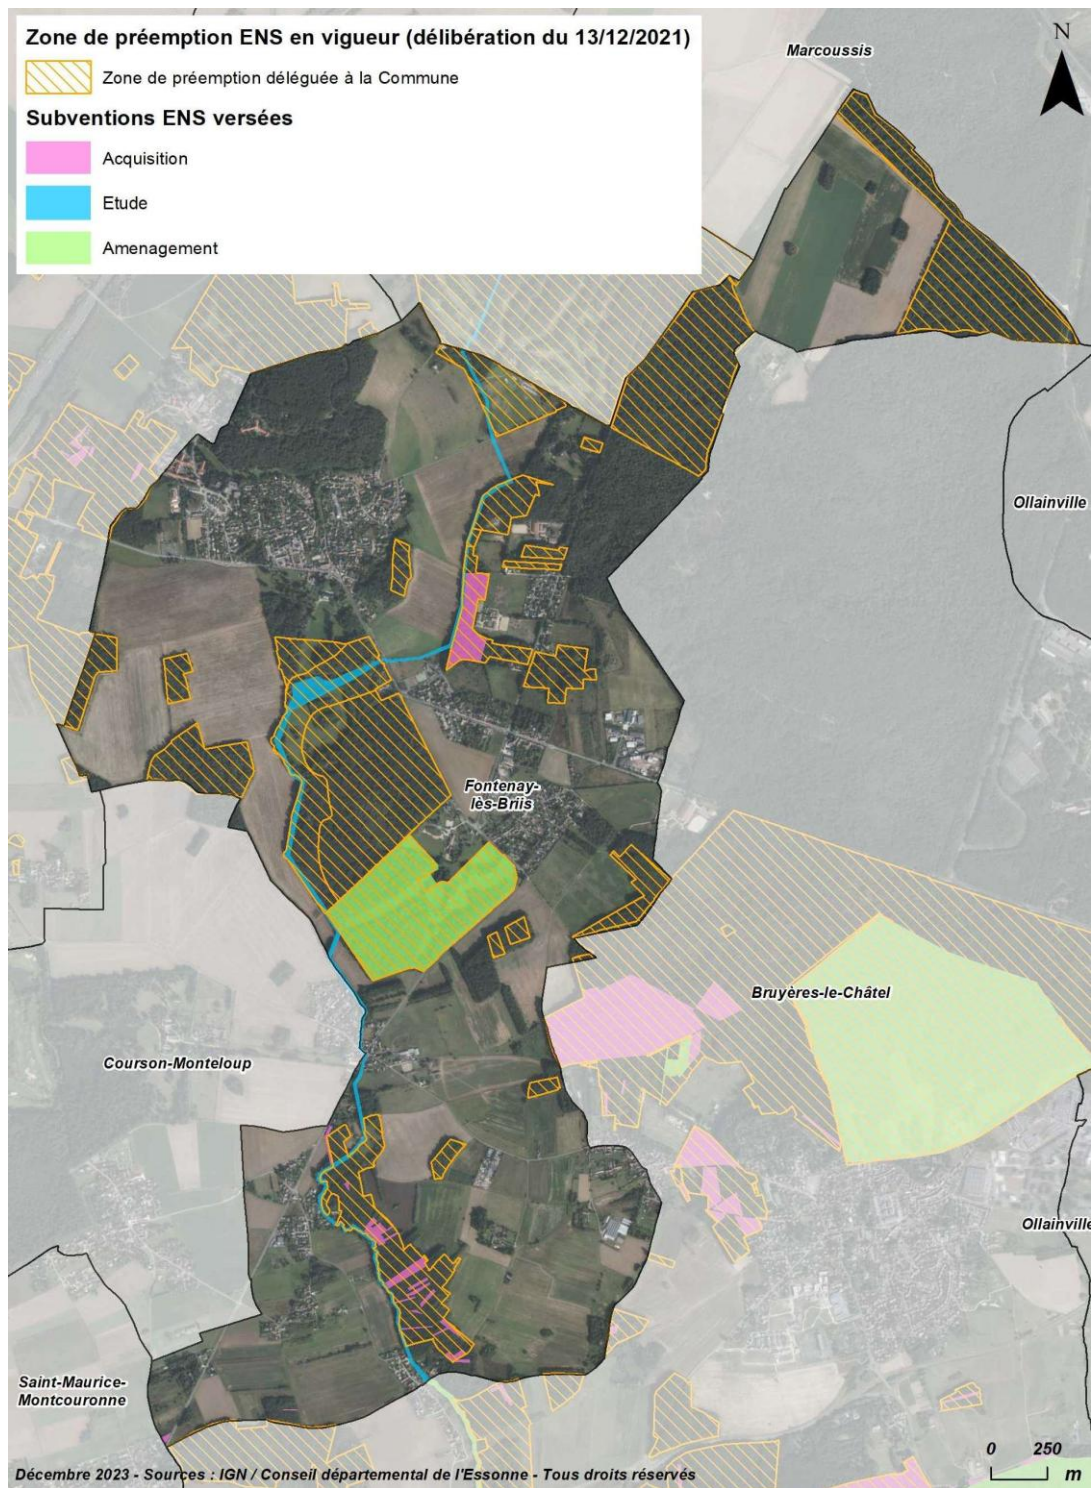 Zone de préemption ENS en vigueur (délibération du 13/12/2021)
Zone de préemption déléguée à la Commune
Subventions ENS versées
Acquisition
Etude
Amenagement
Marcoussis
N
Ollainville
Fontenay-
lès-Briis
Bruyères-le-Châtel
Courson-Monteloup
Ollainville
Saint-Maurice-
Montcouronne
0 250
m
Décembre 2023 - Sources : IGN / Conseil départemental de l'Essonne - Tous droits réservés